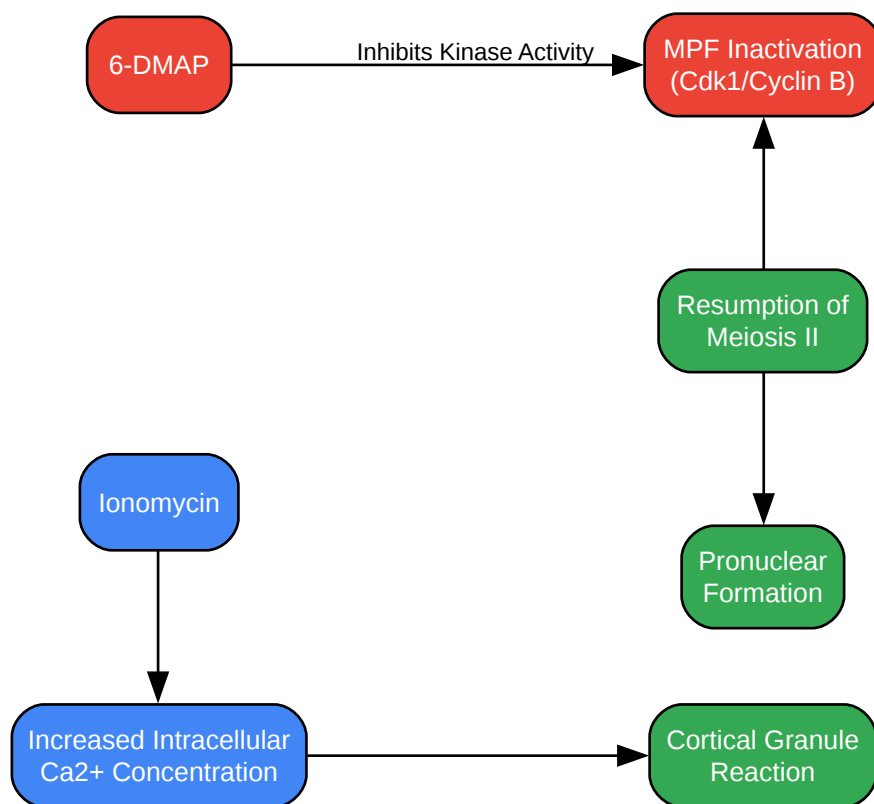 6-DMAP
Inhibits Kinase Activity
MPF Inactivation
(Cdk1/Cyclin B)
Resumption of
Meiosis II
Ionomycin
Pronuclear
Formation
Increased Intracellular
Ca2+ Concentration
Cortical Granule
Reaction